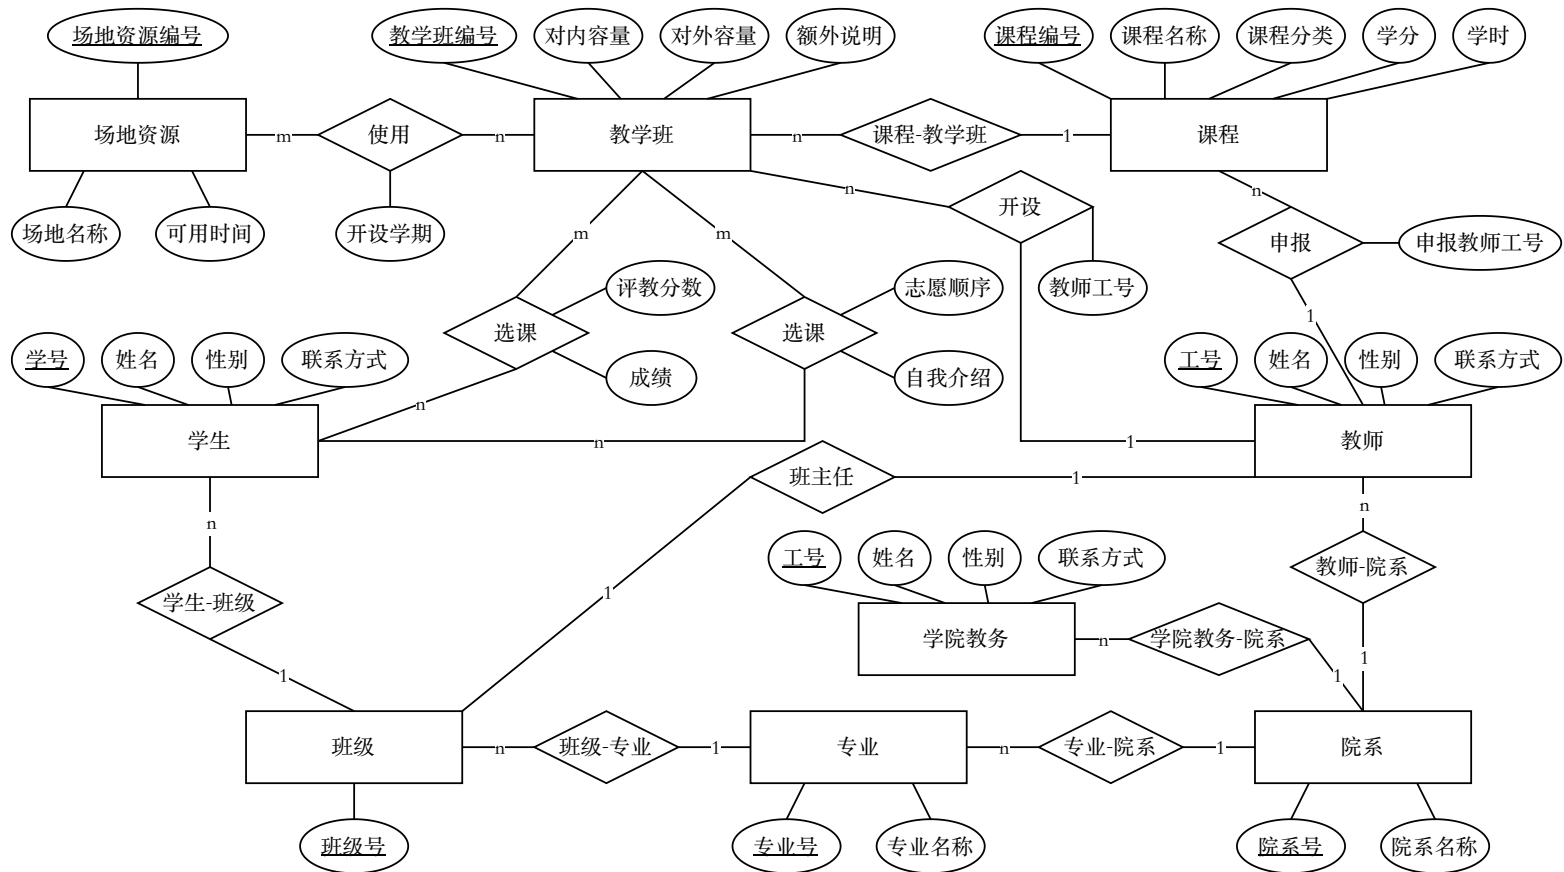 场地资源编号
教学班编号
对内容量
对外容量
额外说明
课程编号
课程名称
课程分类
学分
学时
场地资源
m
使用
n
教学班
n
课程-教学班
1
课程
场地名称
可用时间
开设学期
n
开设
n
申报
申报教师工号
m
m
评教分数
志愿顺序
教师工号
1
选课
选课
成绩
自我介绍
学号
姓名
性别
联系方式
工号
姓名
性别
联系方式
n
学生
n
1
教师
班主任
1
n
n
工号
姓名
性别
联系方式
教师-院系
学生-班级
1
学院教务
n
学院教务-院系
1
1
1
班级
n
班级-专业
1
专业
n
专业-院系
1
院系
班级号
专业号
专业名称
院系号
院系名称